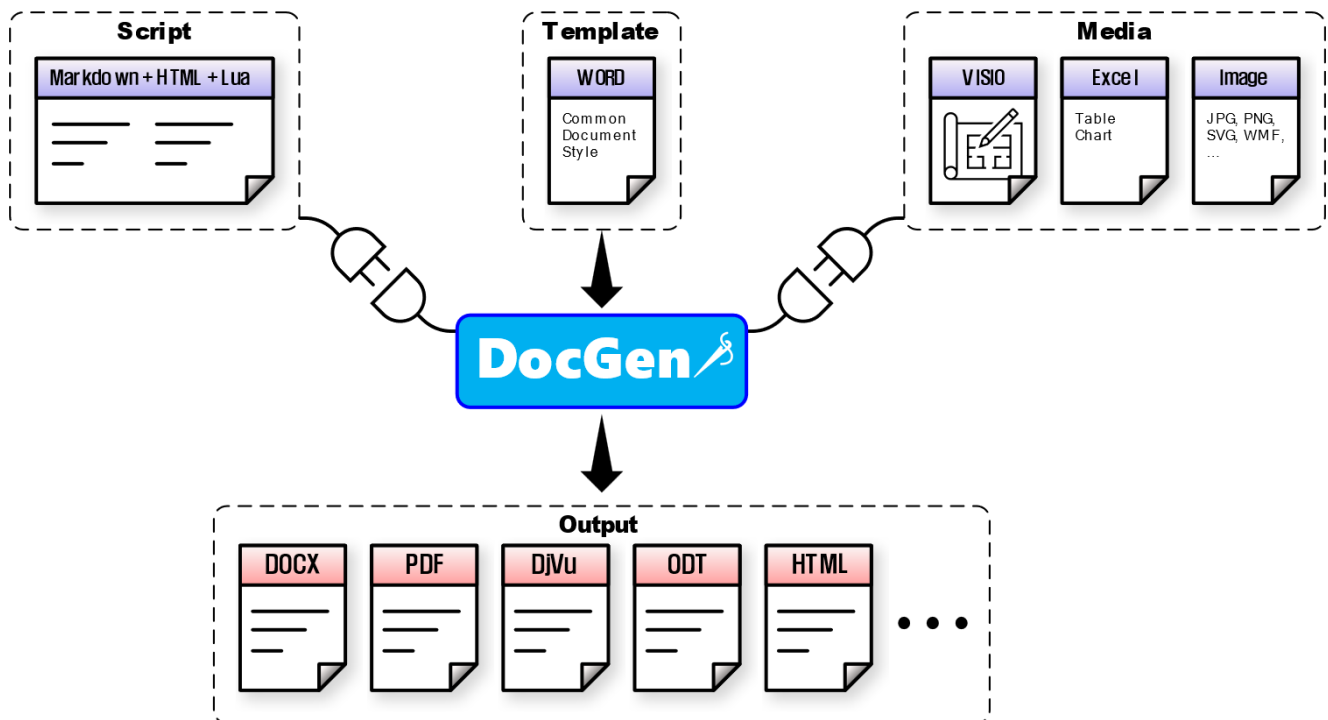 Script
Markdown + HTML + Lua
Template
WORD
Common
Document
Style
Media
VISIO
Excel
Table
Chart
Image
JPG, PNG,
SVG, WMF,
...
DocGen
Output
DOCX
PDF
DjVu
ODT
HTML